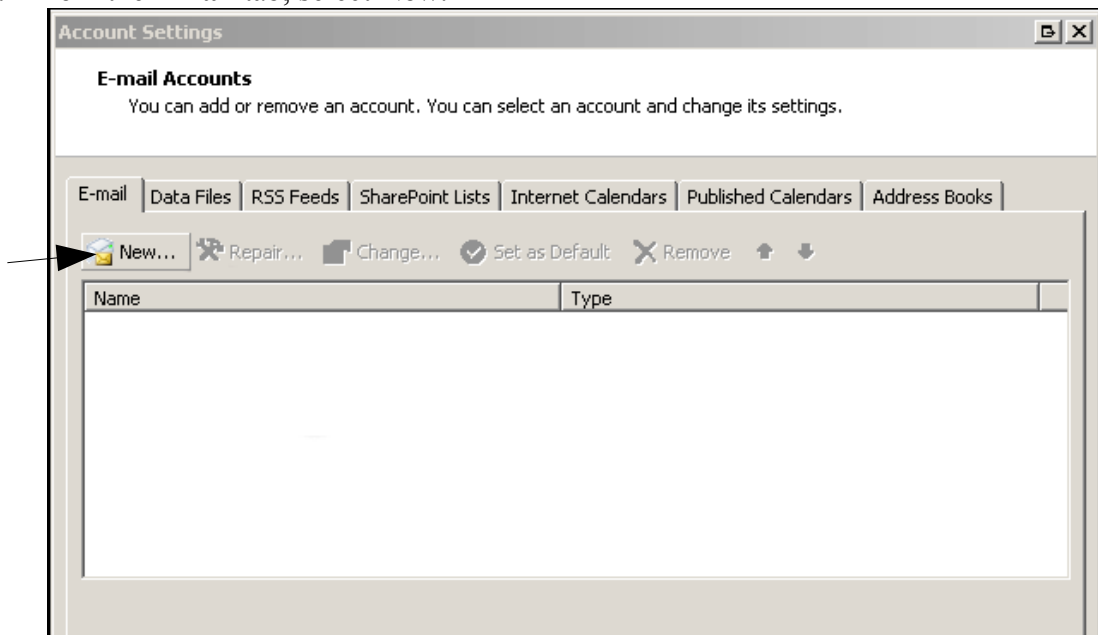 Account Settings
E-mail Accounts
You can add or remove an account. You can select an account and change its settings.
E-mail Data Files RSS Feeds SharePoint Lists Internet Calendars Published Calendars Address Books
New... Repair... Change... Set as Default Remove
Name Type